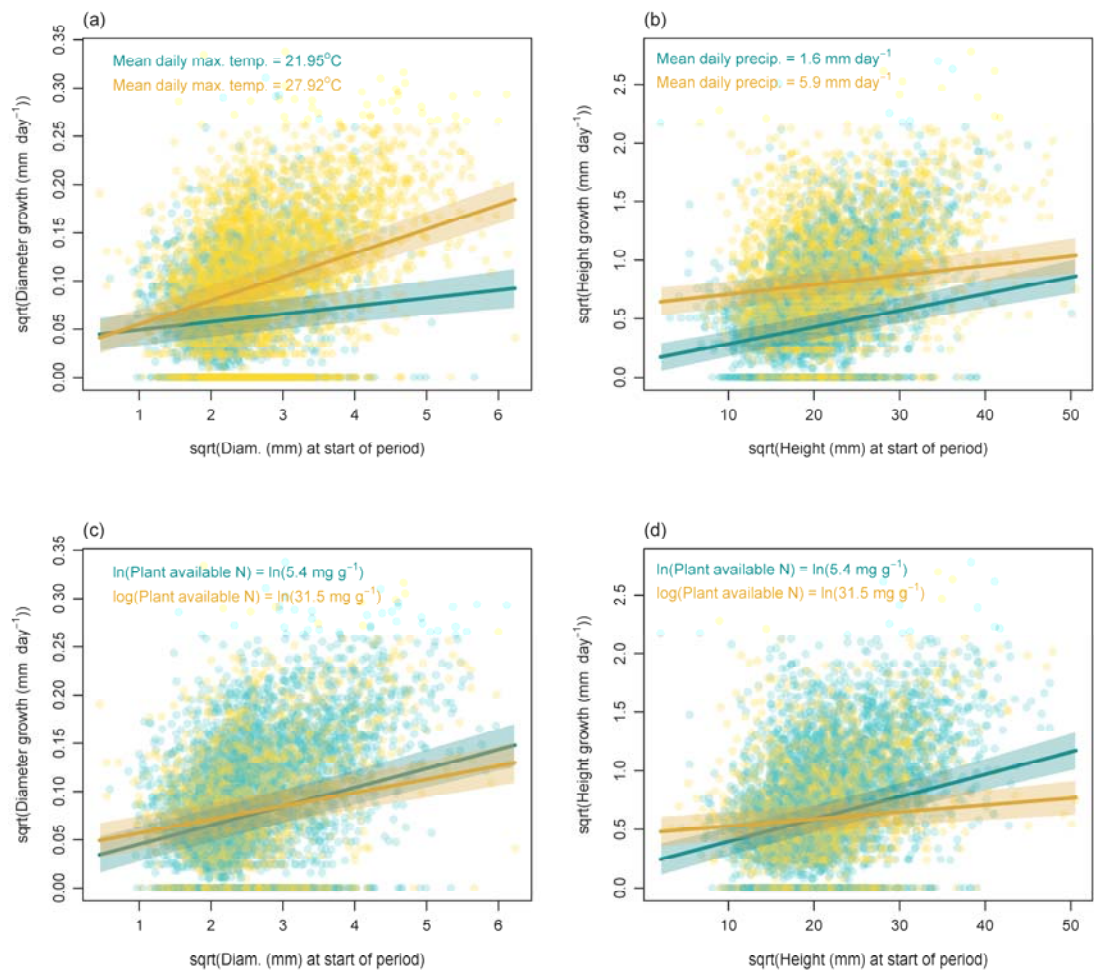 (a)
Mean daily max. temp. = 21.95°C
Mean daily max. temp. = 27.92°C
sqrt(Diameter growth (mm day⁻¹))
0.00 0.05 0.10 0.15 0.20 0.25 0.30 0.35
1 2 3 4 5 6
sqrt(Diam. (mm) at start of period)
(b)
Mean daily precip. = 1.6 mm day⁻¹
Mean daily precip. = 5.9 mm day⁻¹
sqrt(Height growth (mm day⁻¹))
0.0 0.5 1.0 1.5 2.0 2.5
10 20 30 40 50
sqrt(Height (mm) at start of period)
(c)
ln(Plant available N) = ln(5.4 mg g⁻¹)
log(Plant available N) = ln(31.5 mg g⁻¹)
sqrt(Diameter growth (mm day⁻¹))
0.00 0.05 0.10 0.15 0.20 0.25 0.30 0.35
1 2 3 4 5 6
sqrt(Diam. (mm) at start of period)
(d)
ln(Plant available N) = ln(5.4 mg g⁻¹)
log(Plant available N) = ln(31.5 mg g⁻¹)
sqrt(Height growth (mm day⁻¹))
0.0 0.5 1.0 1.5 2.0 2.5
10 20 30 40 50
sqrt(Height (mm) at start of period)